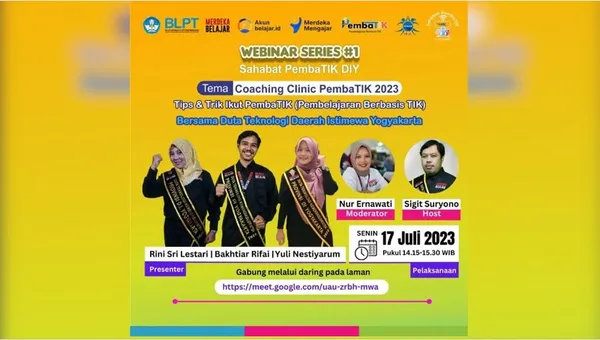 BLPT
MERDEKA
BELAJAR
Akun
belajar.id
Merdeka
Mengajar
PembaTIK
WEBINAR SERIES #1
Sahabat PembaTIK DIY
Tema Coaching Clinic PembaTIK 2023
Tips & Trik Ikut PembaTIK (Pembelajaran Berbasis TIK)
Bersama Duta Teknologi Daerah Istimewa Yogyakarta
Nur Ernawati
Moderator
Sigit Suryono
Host
Rini Sri Lestari | Bakhtiar Rifai | Yuli Nestiyarum
Presenter
SENIN
17 Juli 2023
Pukul 14.15-15.30 WIB
Pelaksanaan
Gabung melalui daring pada laman
https://meet.google.com/uau-zrbh-mwa